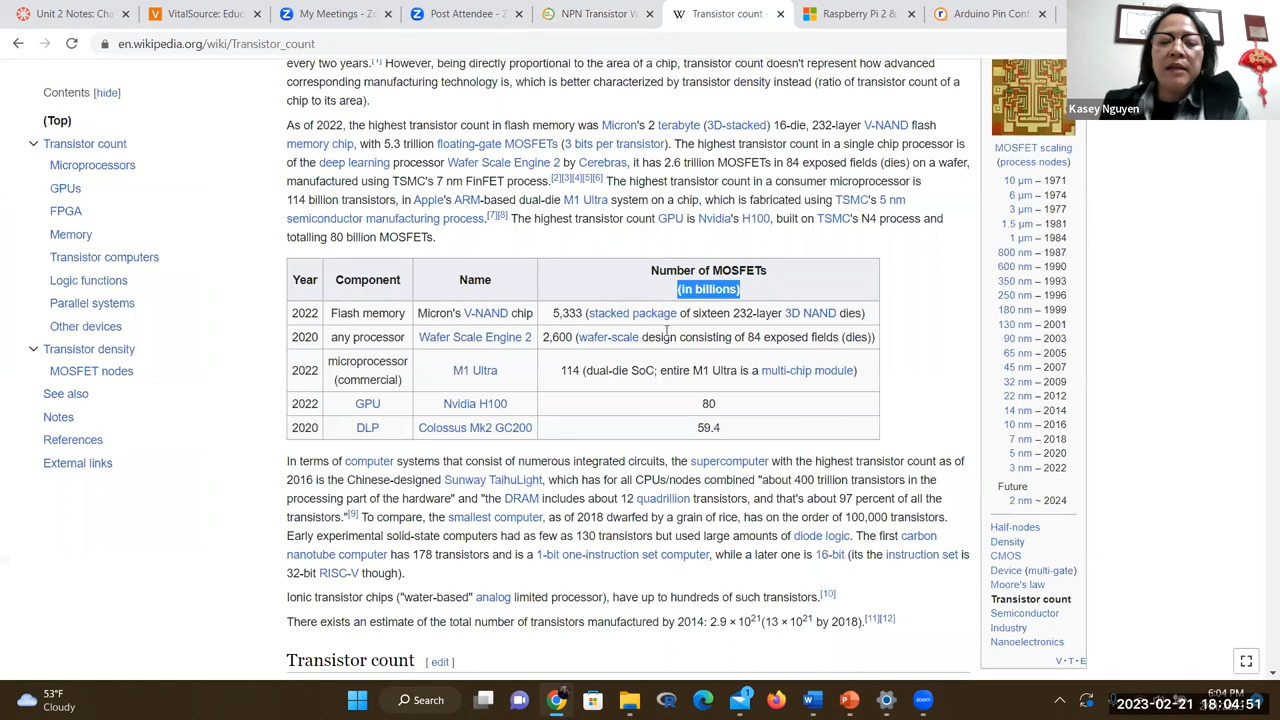 Unit 2 Notes: Chan
VitalSource: Educ
My Meetings - Zo
Post Attendee - Z
NPN Transistor W
Transistor count -
Raspberry Pi 2 &
Arduino Pin Confi
en.wikipedia.org/wiki/Transistor_count
Kasey Nguyen
Contents [hide]
(Top)
Transistor count
Microprocessors
GPUs
FPGA
Memory
Transistor computers
Logic functions
Parallel systems
Other devices
Transistor density
MOSFET nodes
See also
Notes
References
External links
every two years.[1] However, being directly proportional to the area of a chip, transistor count doesn't represent how advanced
corresponding manufacturing technology is, which is better characterized by transistor density instead (ratio of transistor count of a
chip to its area).
As of 2022, the highest transistor count in flash memory was Micron's 2 terabyte (3D-stacked) 16-die, 232-layer V-NAND flash
memory chip, with 5.3 trillion floating-gate MOSFETs (3 bits per transistor). The highest transistor count in a single chip processor is
of the deep learning processor Wafer Scale Engine 2 by Cerebras, it has 2.6 trillion MOSFETs in 84 exposed fields (dies) on a wafer,
manufactured using TSMC's 7 nm FinFET process.[2][3][4][5][6] The highest transistor count in a consumer microprocessor is
114 Billion transistors, in Apple's ARM-based dual-die M1 Ultra system on a chip, which is fabricated using TSMC's 5 nm
semiconductor manufacturing process.[7][8] The highest transistor count GPU is Nvidia's H100, built on TSMC's N4 process and
totalling 80 billion MOSFETs.
Year Component Name Number of MOSFETs
(in billions)
2022 Flash memory Micron's V-NAND chip 5,333 (stacked package of sixteen 232-layer 3D NAND dies)
2020 any processor Wafer Scale Engine 2 2,600 (wafer-scale design consisting of 84 exposed fields (dies))
2022 microprocessor
(commercial) M1 Ultra 114 (dual-die SoC; entire M1 Ultra is a multi-chip module)
2022 GPU Nvidia H100 80
2020 DLP Colossus Mk2 GC200 59.4
In terms of computer systems that consist of numerous integrated circuits, the supercomputer with the highest transistor count as of
2016 is the Chinese-designed Sunway TaihuLight, which has for all CPUs/nodes combined "about 400 trillion transistors in the
processing part of the hardware" and "the DRAM includes about 12 quadrillion transistors, and that's about 97 percent of all the
transistors."[9] To compare, the smallest computer, as of 2018 dwarfed by a grain of rice, has on the order of 100,000 transistors.
Early experimental solid-state computers had as few as 130 transistors but used large amounts of diode logic. The first carbon
nanotube computer has 178 transistors and is a 1-bit one-instruction set computer, while a later one is 16-bit (its the instruction set is
32-bit RISC-V though).
Ionic transistor chips ("water-based" analog limited processor), have up to hundreds of such transistors.[10]
There exists an estimate of the total number of transistors manufactured by 2014: 2.9 × 10^21 (13 × 10^21 by 2018).[11][12]
Transistor count [ edit ]
MOSFET scaling
(process nodes)
10 μm – 1971
6 μm – 1974
3 μm – 1977
1.5 μm – 1981
1 μm – 1984
800 nm – 1987
600 nm – 1990
350 nm – 1993
250 nm – 1996
180 nm – 1999
130 nm – 2001
90 nm – 2003
65 nm – 2005
45 nm – 2007
32 nm – 2009
22 nm – 2012
14 nm – 2014
10 nm – 2016
7 nm – 2018
5 nm – 2020
3 nm – 2022
Future
2 nm ~ 2024
Half-nodes
Density
CMOS
Device (multi-gate)
Moore's law
Transistor count
Semiconductor
Industry
Nanoelectronics
V·T·E
53°F
Cloudy
Search
6:04 PM
2023-02-21 18:04:51